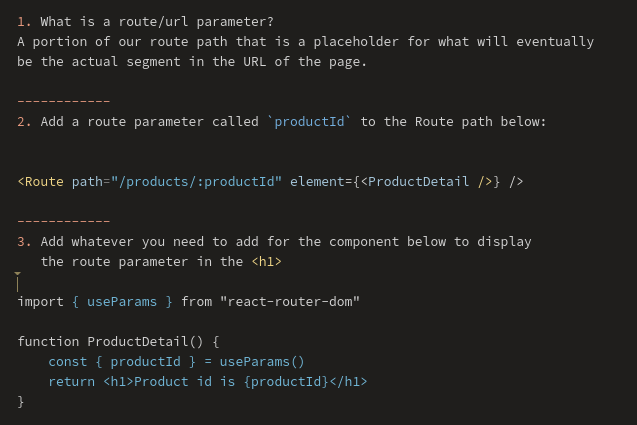 1. What is a route/url parameter?
A portion of our route path that is a placeholder for what will eventually
be the actual segment in the URL of the page.
------------
2. Add a route parameter called `productId` to the Route path below:
<Route path="/products/:productId" element={<ProductDetail />} />
------------
3. Add whatever you need to add for the component below to display
   the route parameter in the <h1>
import { useParams } from "react-router-dom"
function ProductDetail() {
    const { productId } = useParams()
    return <h1>Product id is {productId}</h1>
}